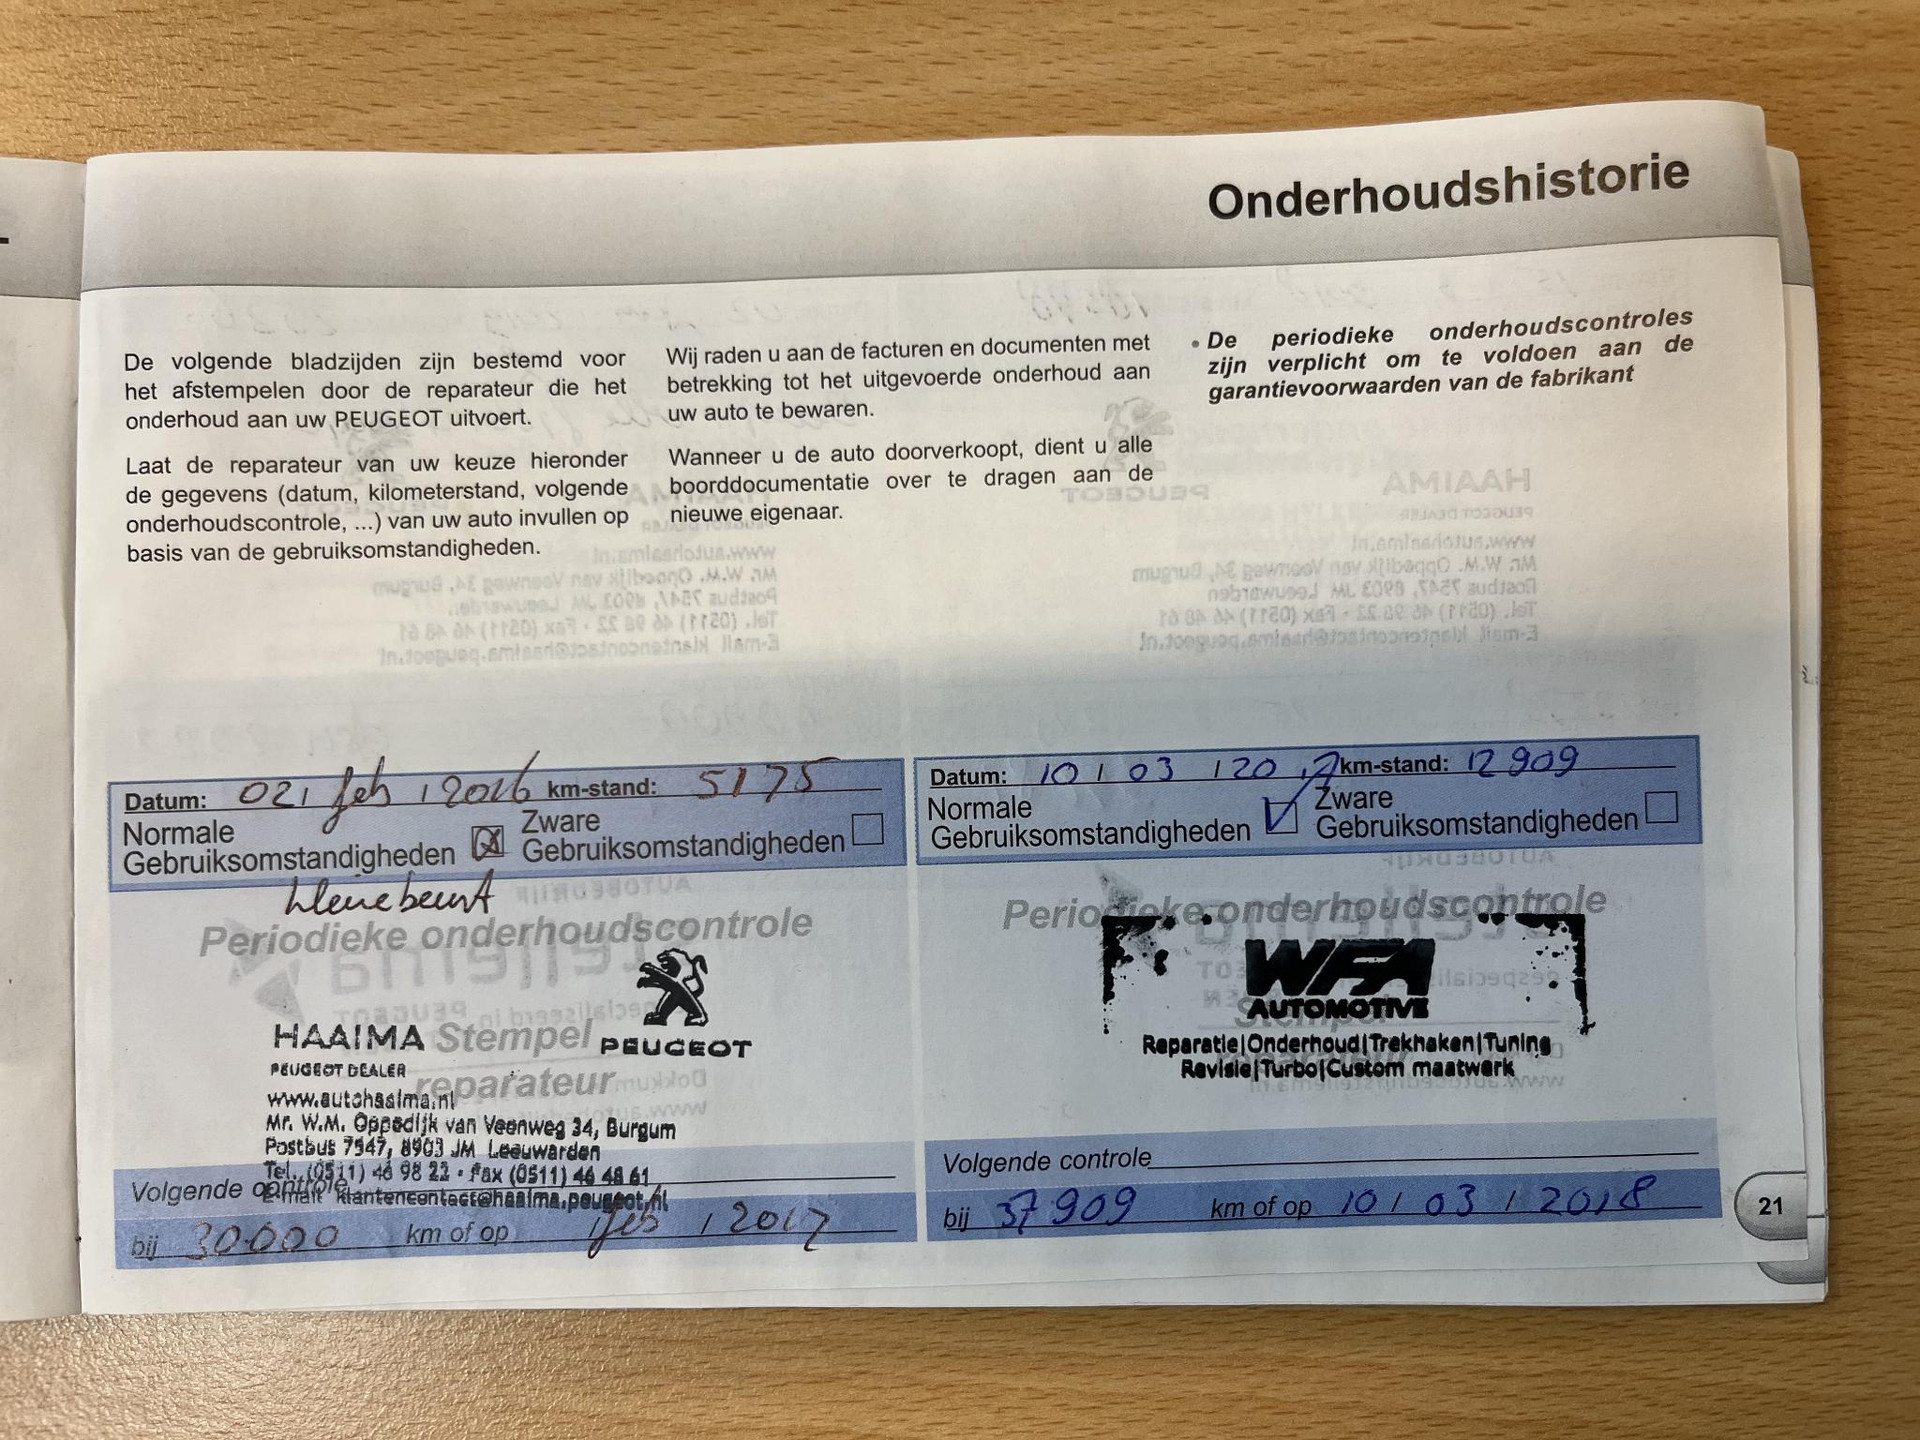 Onderhoudshistorie
De volgende bladzijden zijn bestemd voor
het afstempelen door de reparateur die het
onderhoud aan uw PEUGEOT uitvoert.
Laat de reparateur van uw keuze hieronder
de gegevens (datum, kilometerstand, volgende
onderhoudscontrole, ...) van uw auto invullen op
basis van de gebruiksomstandigheden.
Wij raden u aan de facturen en documenten met
betrekking tot het uitgevoerde onderhoud aan
uw auto te bewaren.
Wanneer u de auto doorverkoopt, dient u alle
boorddocumentatie over te dragen aan de
nieuwe eigenaar.
• De periodieke onderhoudscontroles
zijn verplicht om te voldoen aan de
garantievoorwaarden van de fabrikant
Datum: 02 / feb / 2016 km-stand: 5175
Normale
Gebruiksomstandigheden
Zware
Gebruiksomstandigheden
Periodieke onderhoudscontrole
Stempel
reparateur
HAAIMA
PEUGEOT DEALER
PEUGEOT
www.autohaaima.nl
Mr. W.M. Oppedijk van Veenweg 34, Burgum
Postbus 7547, 8903 JM Leeuwarden
Tel. (0511) 46 98 22 - Fax (0511) 46 48 61
E-mail klantencontact@haaima.peugeot.nl
Volgende controle
bij 30.000 km of op feb / 2017
Datum: 10 / 03 / 2017 km-stand: 12909
Normale
Gebruiksomstandigheden
Zware
Gebruiksomstandigheden
Periodieke onderhoudscontrole
Stempel
reparateur
WFA
AUTOMOTIVE
Reparatie|Onderhoud|Trekhaken|Tuning
Revisie|Turbo|Custom maatwerk
Volgende controle
bij 37909 km of op 10 / 03 / 2018
21